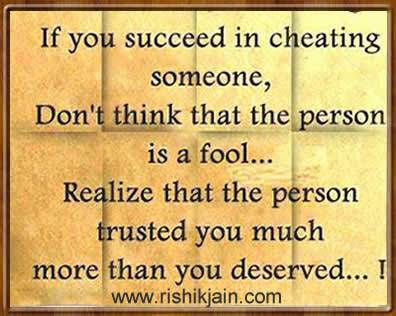 If you succeed in cheating
someone,
Don't think that the person
is a fool...
Realize that the person
trusted you much
more than you deserved... !
www.rishikjain.com